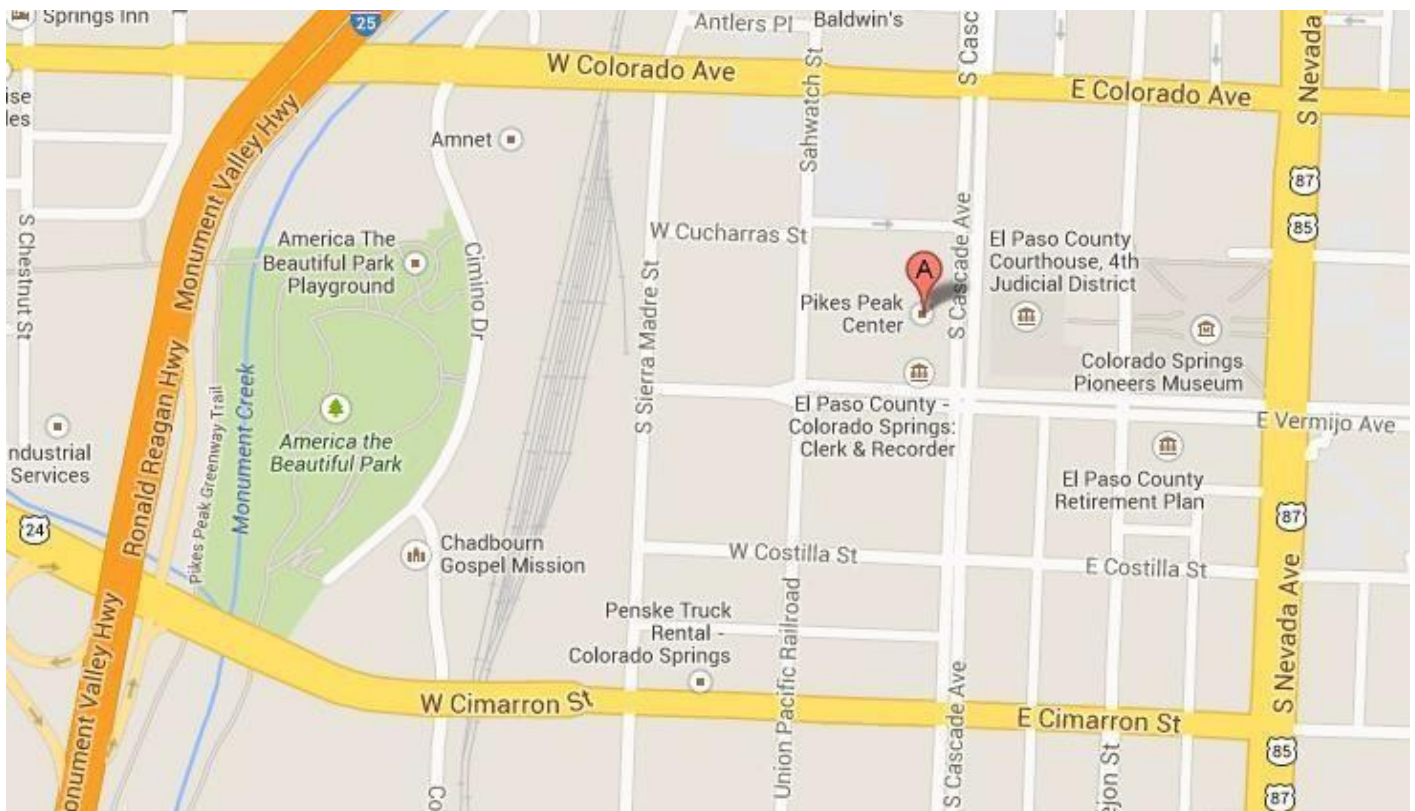 Springs Inn
25
Antlers Pl
Baldwin's
S Casc
S Nevada
W Colorado Ave
E Colorado Ave
Amnet
Sahwatch St
Monument Valley Hwy
87
85
S Chestnut St
America The
Beautiful Park
Playground
Cimino Dr
W Cucharras St
S Cascade Ave
El Paso County
Courthouse, 4th
Judicial District
A
Pikes Peak
Center
S Sierra Madre St
Colorado Springs
Pioneers Museum
Ronald Reagan Hwy
Pikes Peak Greenway Trail
Monument Creek
America the
Beautiful Park
El Paso County -
Colorado Springs:
Clerk & Recorder
E Vermijo Ave
ndustrial
Services
El Paso County
Retirement Plan
24
87
Chadbourn
Gospel Mission
W Costilla St
E Costilla St
Penske Truck
Rental -
Colorado Springs
Union Pacific Railroad
S Nevada Ave
onument Valley Hwy
W Cimarron St
E Cimarron St
S Cascade Ave
ejon St
Co
85
87